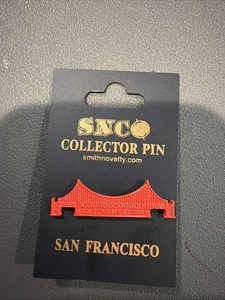 SNCO
COLLECTOR PIN
smithnovelty.com
SAN FRANCISCO